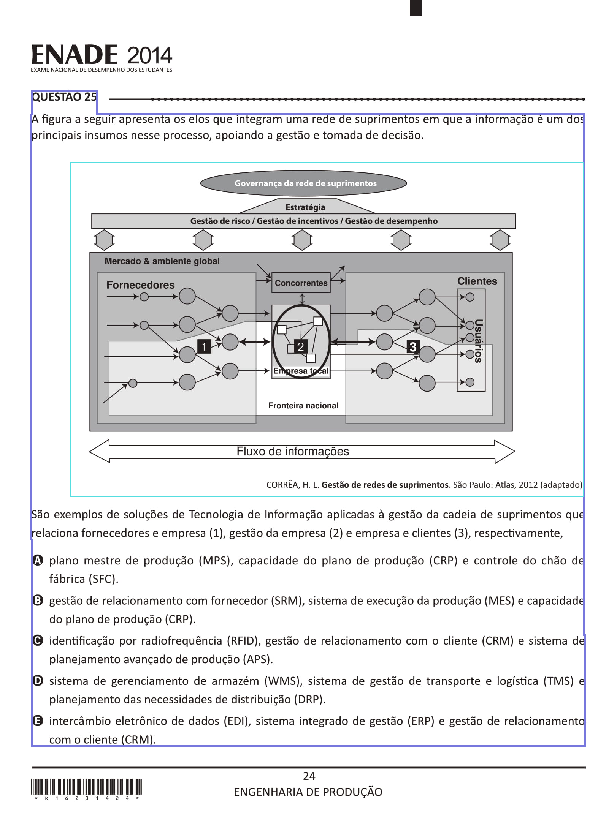 ENADE 2014
EXAME NACIONAL DE DESEMPENHO DOS ESTUDANTES
QUESTÃO 25
A figura a seguir apresenta os elos que integram uma rede de suprimentos em que a informação é um dos
principais insumos nesse processo, apoiando a gestão e tomada de decisão.
Governança da rede de suprimentos
Estratégia
Gestão de risco / Gestão de incentivos / Gestão de desempenho
Mercado & ambiente global
Fornecedores
Concorrentes
Clientes
Usuários
1
2
3
Empresa focal
Fronteira nacional
Fluxo de informações
CORRÊA, H. L. Gestão de redes de suprimentos. São Paulo: Atlas, 2012 (adaptado)
São exemplos de soluções de Tecnologia de Informação aplicadas à gestão da cadeia de suprimentos que
relaciona fornecedores e empresa (1), gestão da empresa (2) e empresa e clientes (3), respectivamente,
A plano mestre de produção (MPS), capacidade do plano de produção (CRP) e controle do chão de
fábrica (SFC).
B gestão de relacionamento com fornecedor (SRM), sistema de execução da produção (MES) e capacidade
do plano de produção (CRP).
C identificação por radiofrequência (RFID), gestão de relacionamento com o cliente (CRM) e sistema de
planejamento avançado de produção (APS).
D sistema de gerenciamento de armazém (WMS), sistema de gestão de transporte e logística (TMS) e
planejamento das necessidades de distribuição (DRP).
E intercâmbio eletrônico de dados (EDI), sistema integrado de gestão (ERP) e gestão de relacionamento
com o cliente (CRM).
24
ENGENHARIA DE PRODUÇÃO